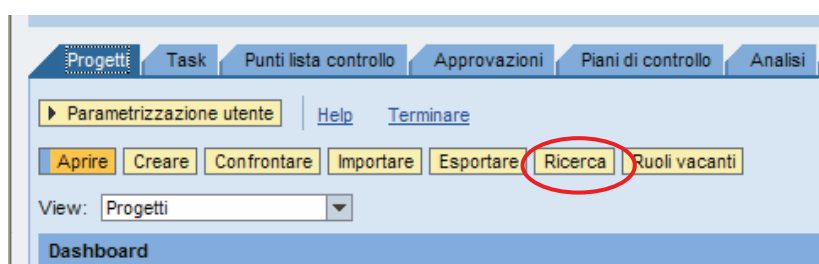 Progetti Task Punti lista controllo Approvazioni Piani di controllo Analisi
Parametrizzazione utente Help Terminare
Aprire Creare Confrontare Importare Esportare Ricerca Ruoli vacanti
View: Progetti
Dashboard